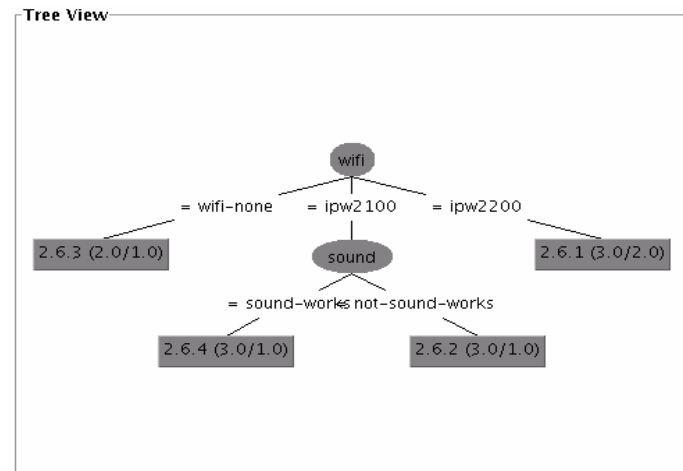 Tree View
wifi
= wifi-none = ipw2100 = ipw2200
2.6.3 (2.0/1.0) sound 2.6.1 (3.0/2.0)
= sound-works = not-sound-works
2.6.4 (3.0/1.0) 2.6.2 (3.0/1.0)